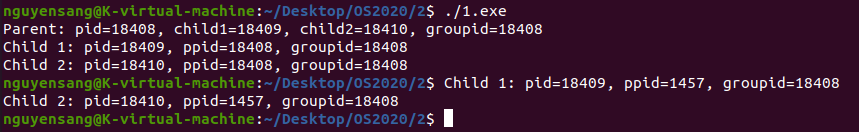 nguyensang@K-virtual-machine:~/Desktop/OS2020/2$ ./1.exe
Parent: pid=18408, child1=18409, child2=18410, groupid=18408
Child 1: pid=18409, ppid=18408, groupid=18408
Child 2: pid=18410, ppid=18408, groupid=18408
nguyensang@K-virtual-machine:~/Desktop/OS2020/2$ Child 1: pid=18409, ppid=1457, groupid=18408
Child 2: pid=18410, ppid=1457, groupid=18408
nguyensang@K-virtual-machine:~/Desktop/OS2020/2$